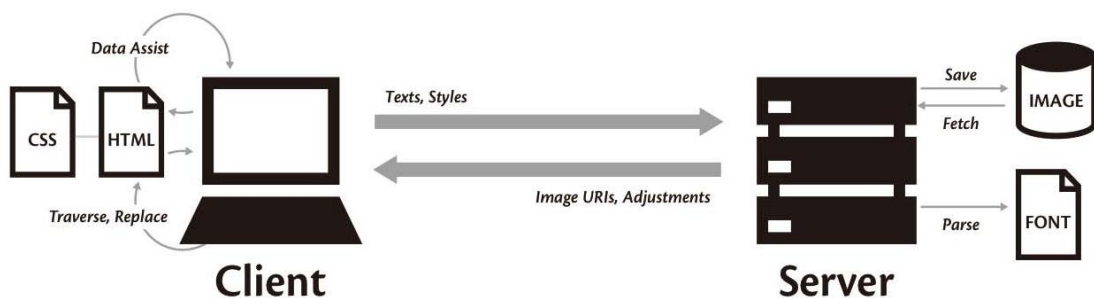 Data Assist
CSS
HTML
Traverse, Replace
Client
Texts, Styles
Image URIs, Adjustments
Server
Save
Fetch
IMAGE
Parse
FONT